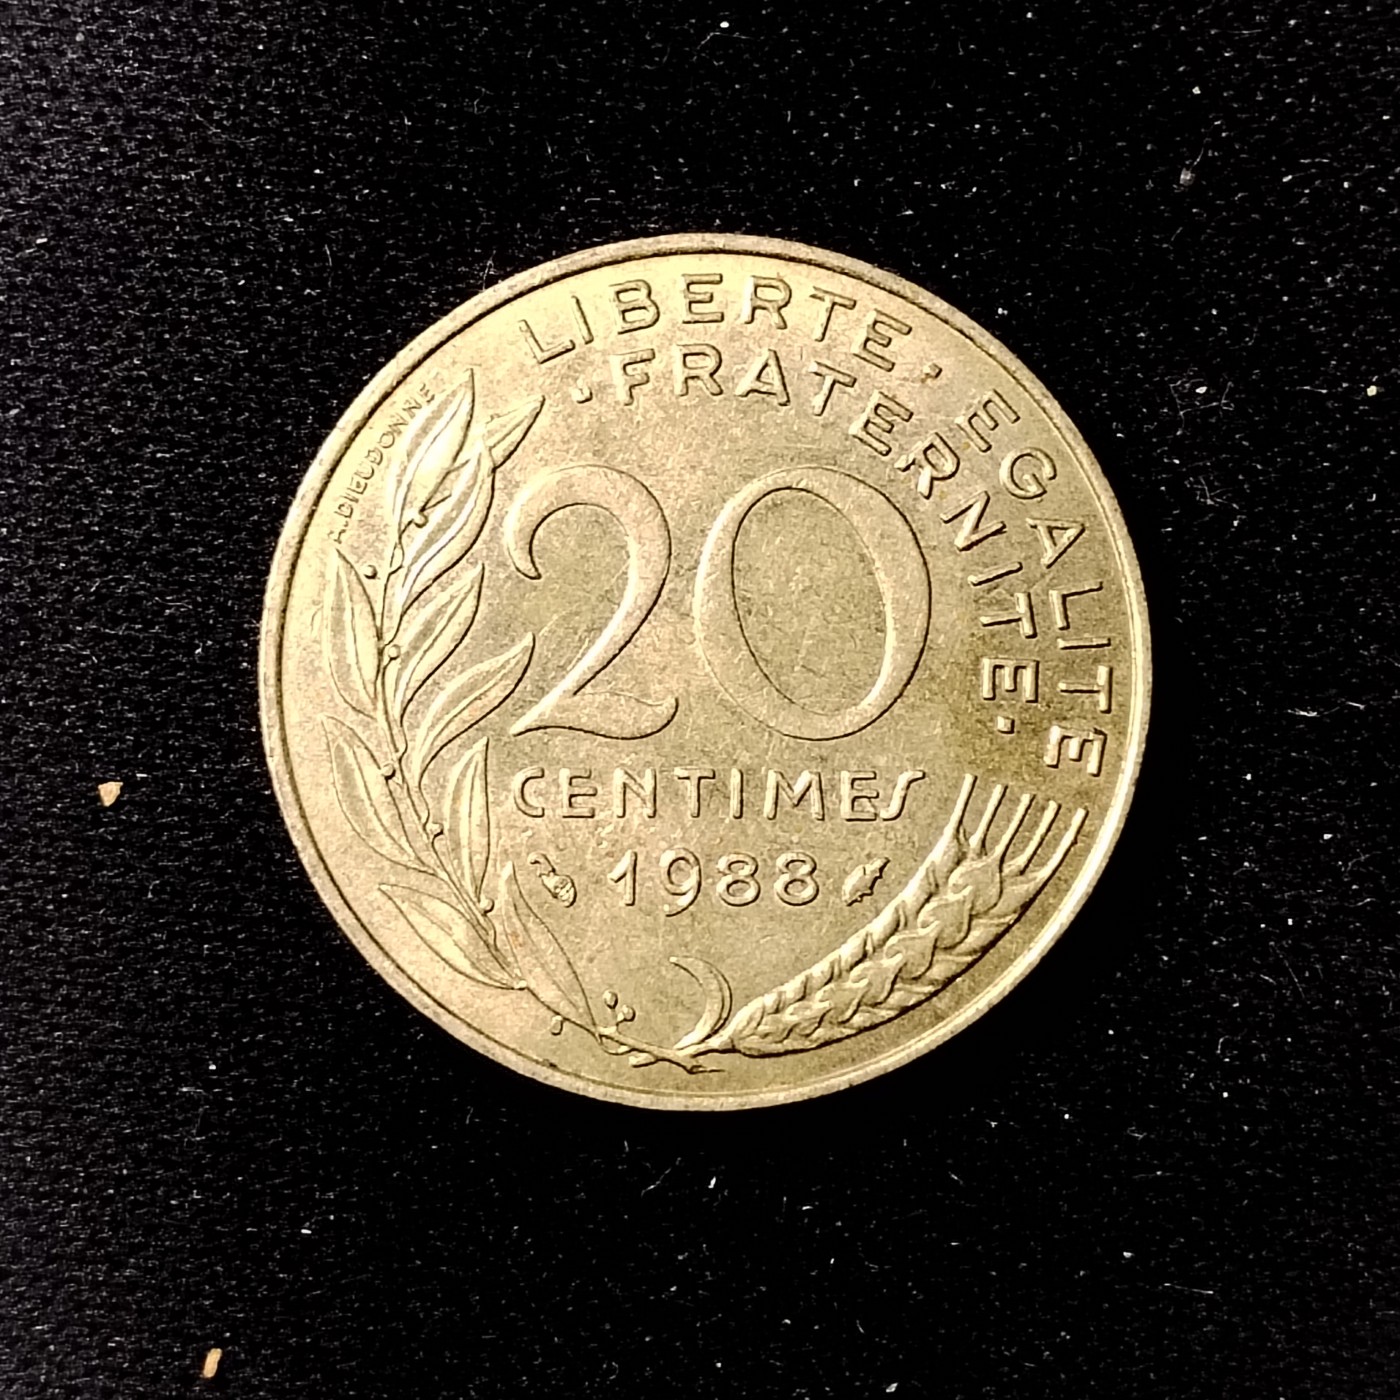 LIBERTE, EGALITE
·FRATERNITE·
A.DIEUDONNE
20
CENTIMES
1988